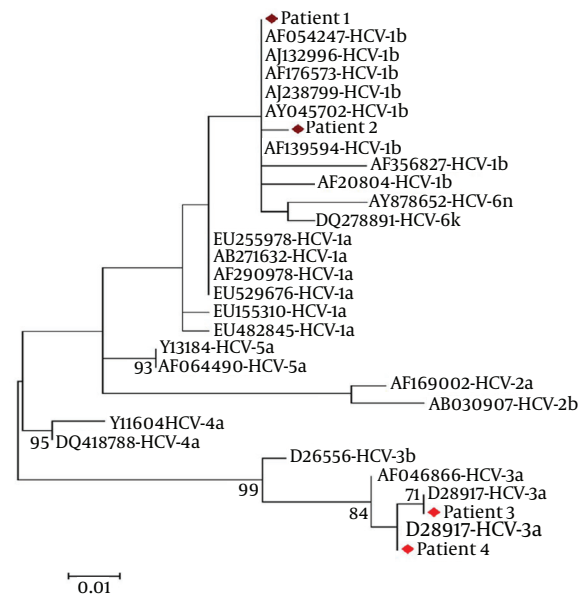 Patient 1
AF054247-HCV-1b
AJ132996-HCV-1b
AF176573-HCV-1b
AJ238799-HCV-1b
AY045702-HCV-1b
Patient 2
AF139594-HCV-1b
AF356827-HCV-1b
AF20804-HCV-1b
AY878652-HCV-6n
DQ278891-HCV-6k
EU255978-HCV-1a
AB271632-HCV-1a
AF290978-HCV-1a
EU529676-HCV-1a
EU155310-HCV-1a
EU482845-HCV-1a
Y13184-HCV-5a
93 AF064490-HCV-5a
AF169002-HCV-2a
AB030907-HCV-2b
Y11604HCV-4a
95 DQ418788-HCV-4a
D26556-HCV-3b
99
AF046866-HCV-3a
71 D28917-HCV-3a
84
Patient 3
D28917-HCV-3a
Patient 4
0.01